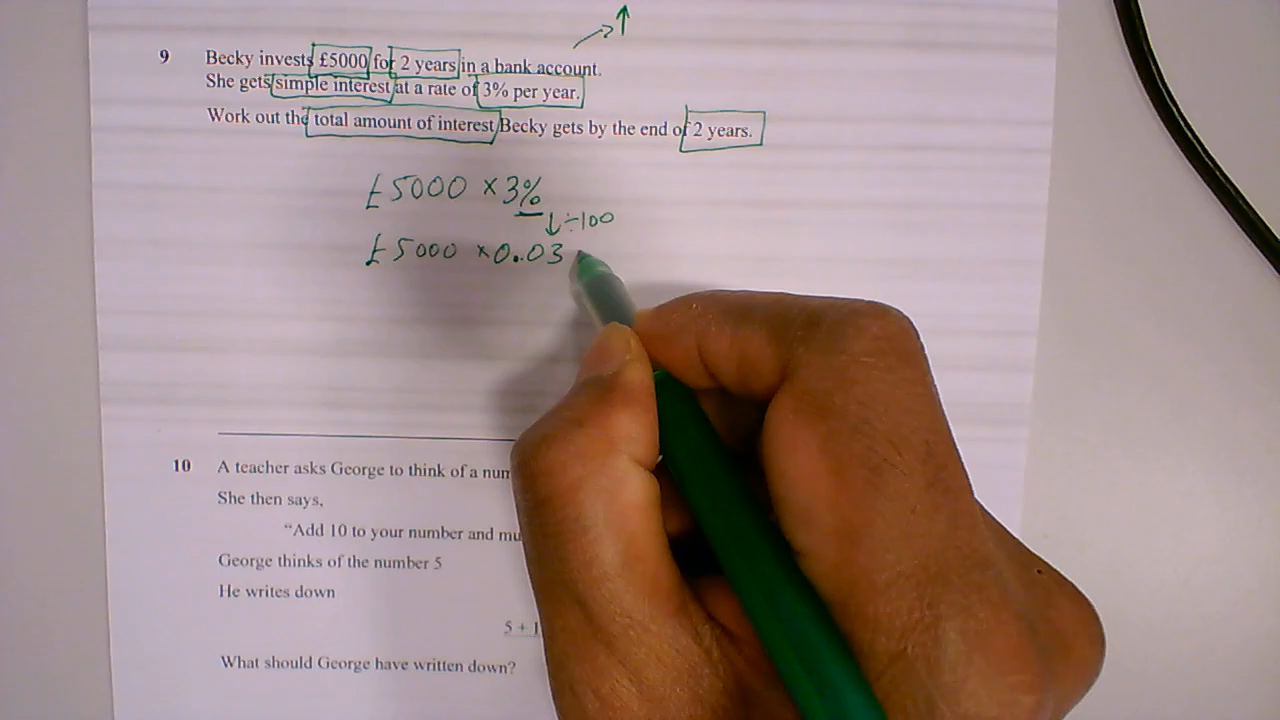 9 Becky invests £5000 for 2 years in a bank account.
She gets simple interest at a rate of 3% per year.
Work out the total amount of interest Becky gets by the end of 2 years.
£5000 × 3%
÷100
£5000 × 0.03
10 A teacher asks George to think of a num
She then says,
"Add 10 to your number and mu
George thinks of the number 5
He writes down
5 + 1
What should George have written down?